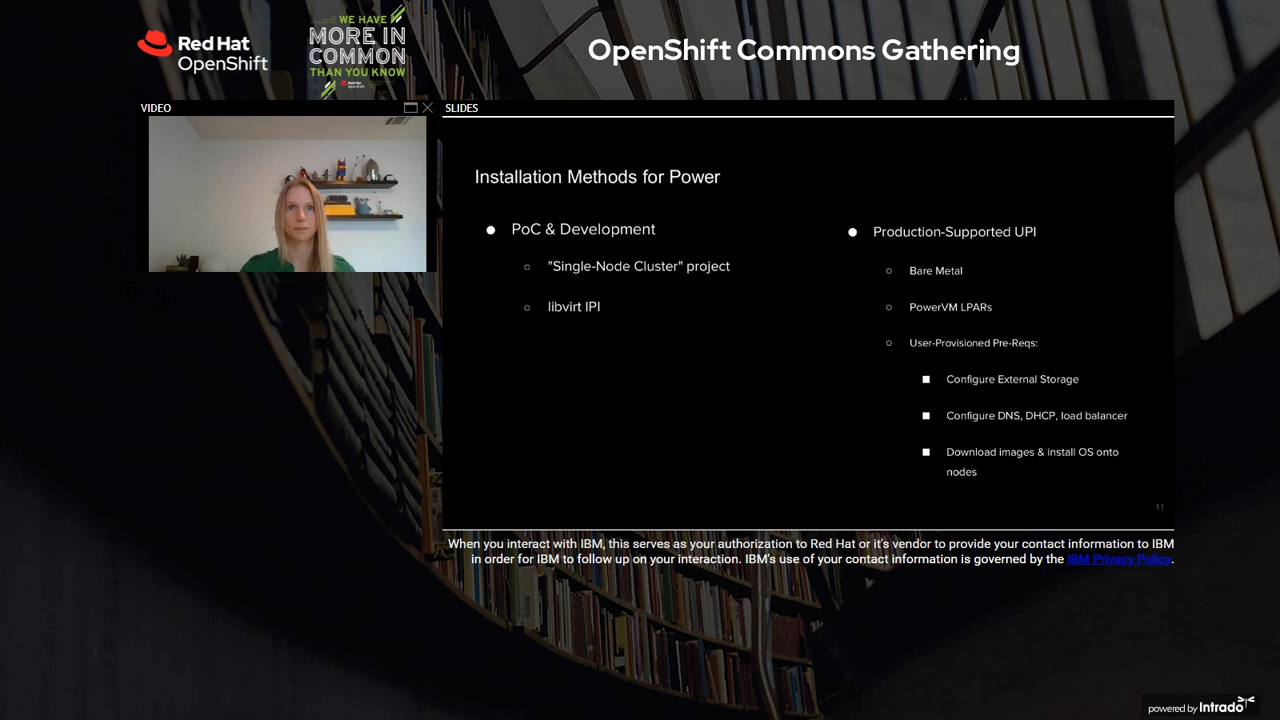 Red Hat
OpenShift
WE HAVE
MORE IN
COMMON
THAN YOU KNOW
OpenShift Commons Gathering
VIDEO
SLIDES
Installation Methods for Power
PoC & Development
"Single-Node Cluster" project
libvirt IPI
Production-Supported UPI
Bare Metal
PowerVM LPARs
User-Provisioned Pre-Reqs:
Configure External Storage
Configure DNS, DHCP, load balancer
Download images & install OS onto
nodes
11
When you interact with IBM, this serves as your authorization to Red Hat or it's vendor to provide your contact information to IBM
in order for IBM to follow up on your interaction. IBM's use of your contact information is governed by the IBM Privacy Policy.
powered by Intrado